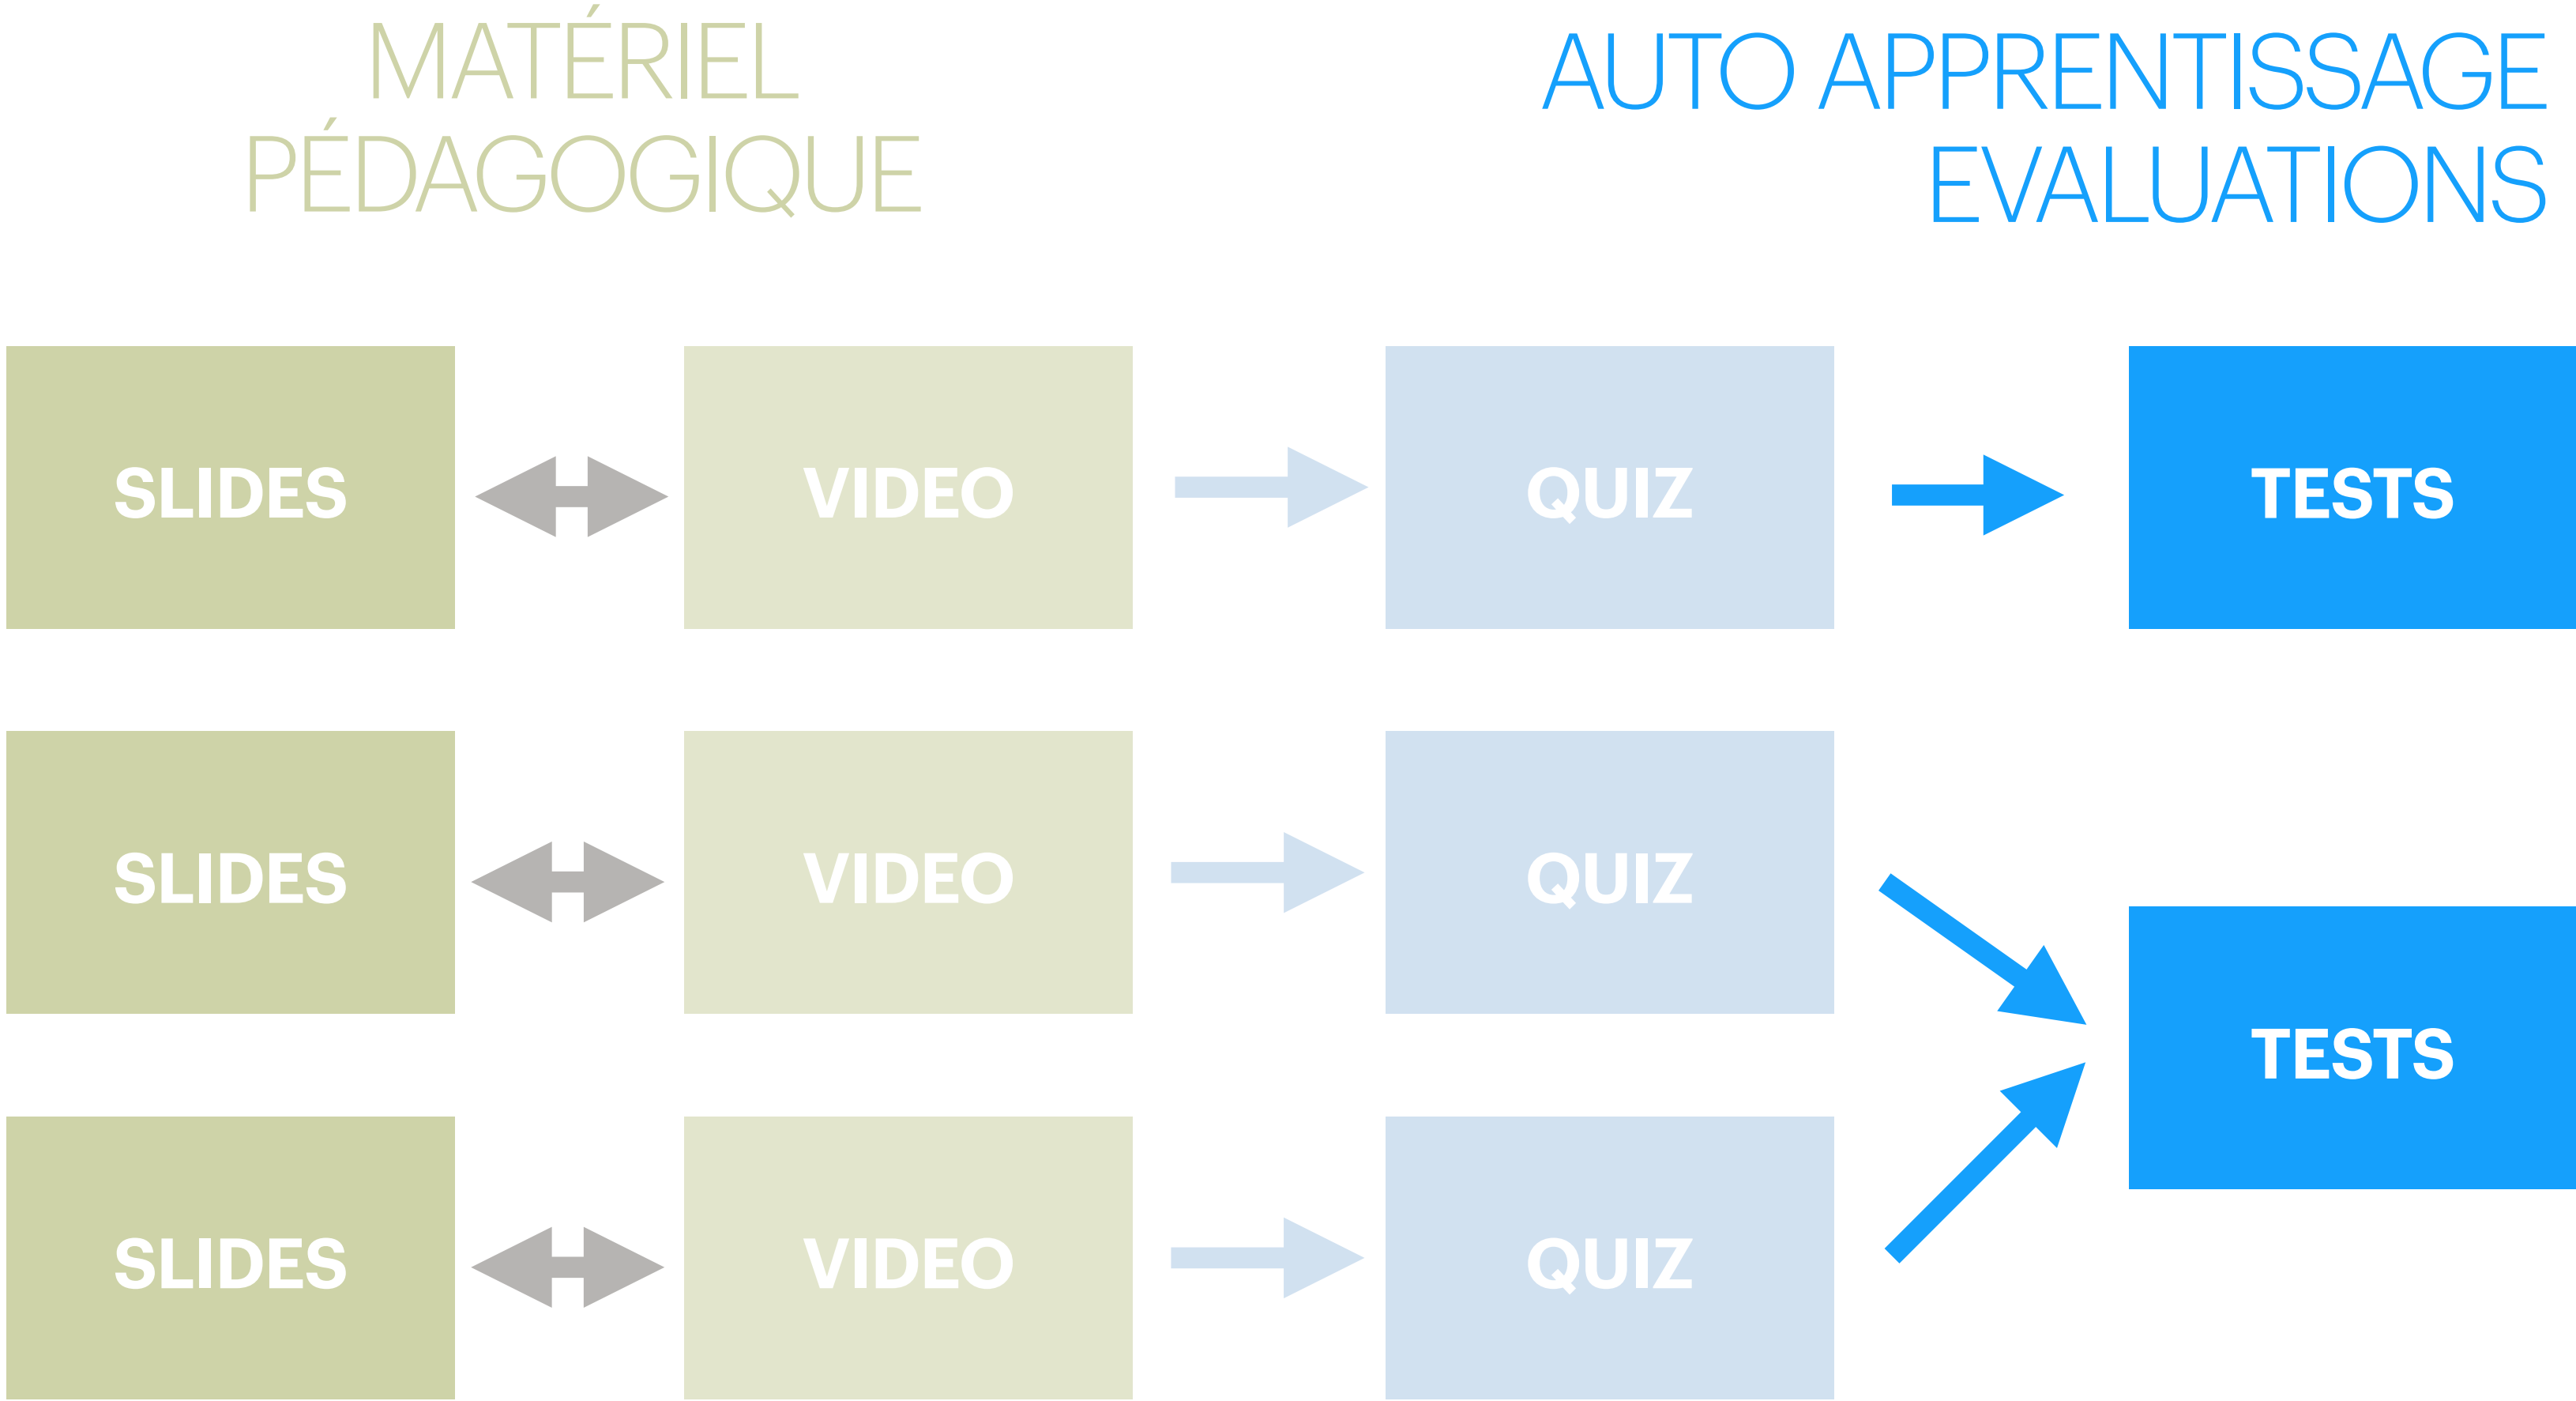 MATÉRIEL
PÉDAGOGIQUE
AUTO APPRENTISSAGE
EVALUATIONS
SLIDES
VIDEO
QUIZ
TESTS
SLIDES
VIDEO
QUIZ
TESTS
SLIDES
VIDEO
QUIZ